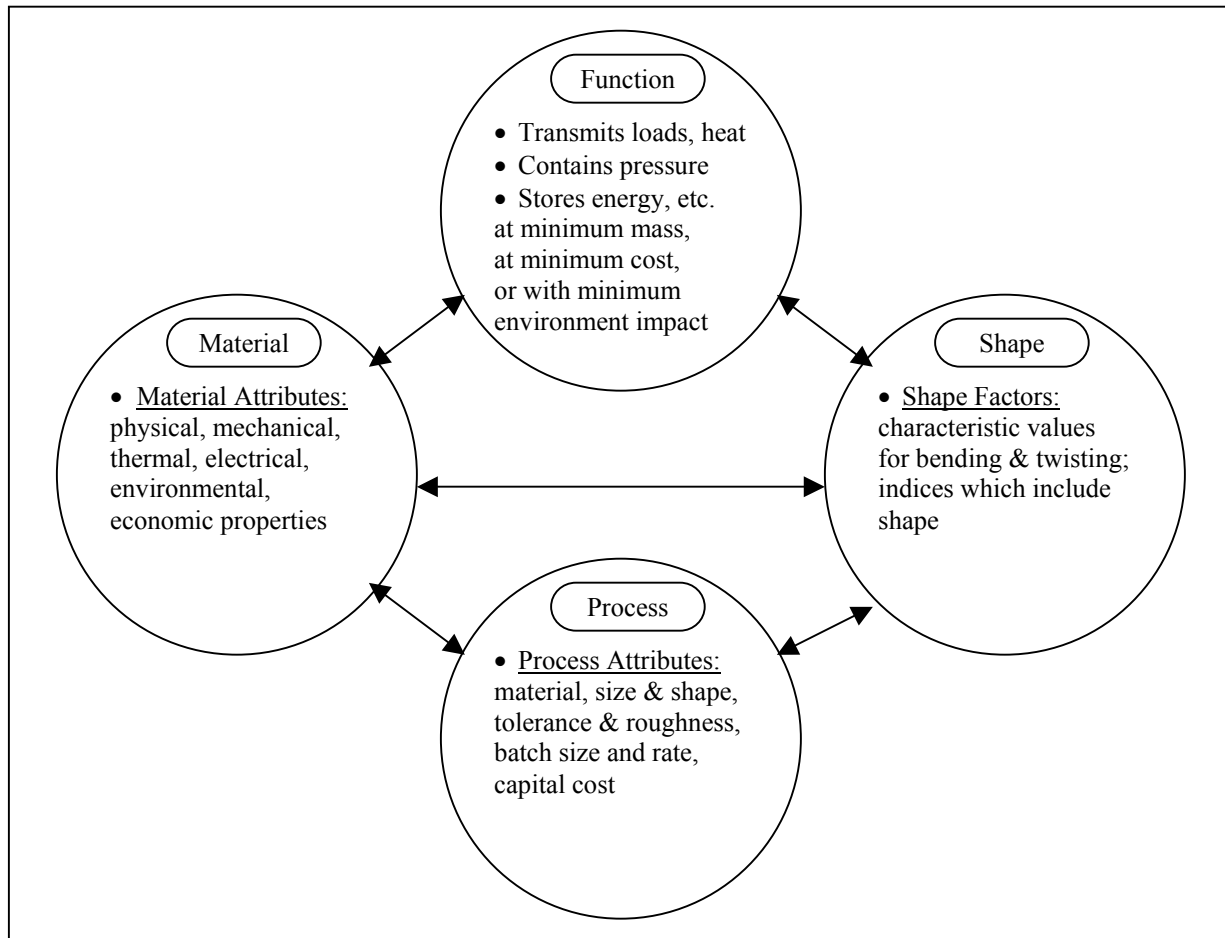 Function
• Transmits loads, heat
• Contains pressure
• Stores energy, etc.
at minimum mass,
at minimum cost,
or with minimum
environment impact
Material
• Material Attributes:
physical, mechanical,
thermal, electrical,
environmental,
economic properties
Shape
• Shape Factors:
characteristic values
for bending & twisting;
indices which include
shape
Process
• Process Attributes:
material, size & shape,
tolerance & roughness,
batch size and rate,
capital cost